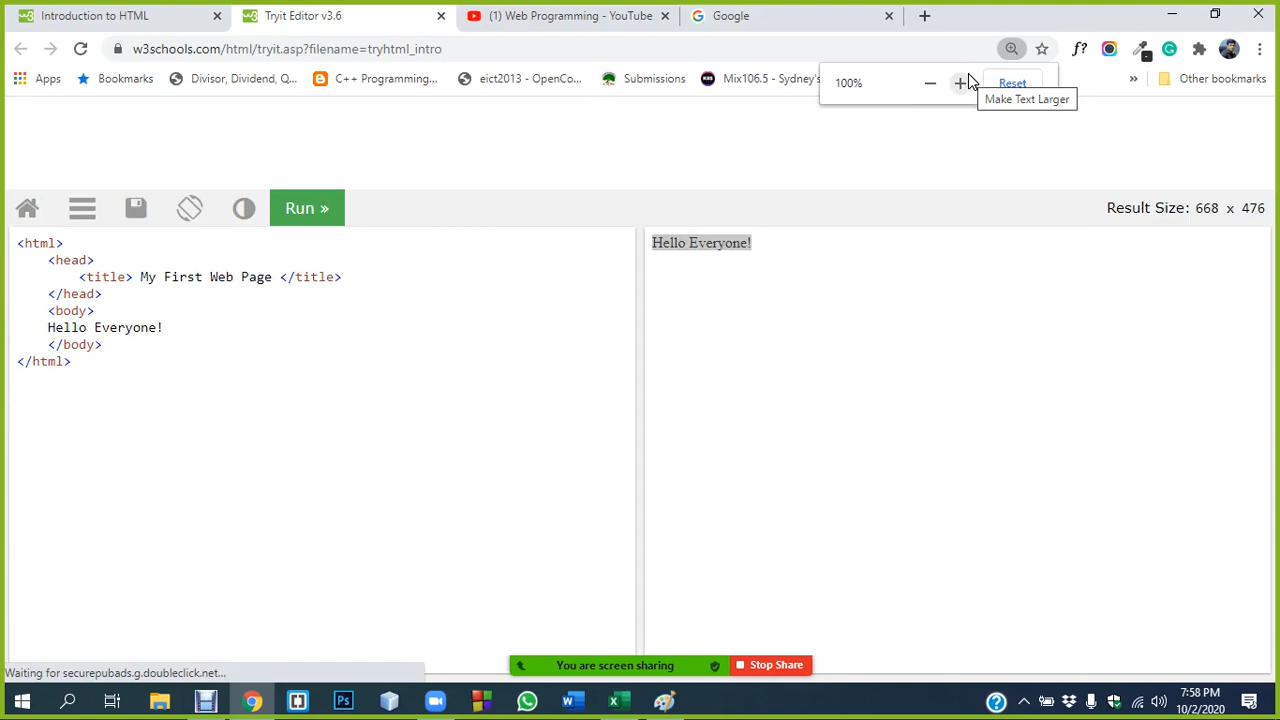 Introduction to HTML
Tryit Editor v3.6
(1) Web Programming - YouTube
Google
w3schools.com/html/tryit.asp?filename=tryhtml_intro
f?
Apps
Bookmarks
Divisor, Dividend, Q...
C++ Programming...
eict2013 - OpenCo...
Submissions
Mix106.5 - Sydney's
»
Other bookmarks
100%
Reset
Make Text Larger
Run »
Result Size: 668 x 476
<html>
<head>
<title> My First Web Page </title>
</head>
<body>
Hello Everyone!
</body>
</html>
Hello Everyone!
Waiting for securepubads.g.doubleclick.net...
You are screen sharing
Stop Share
7:58 PM
10/2/2020